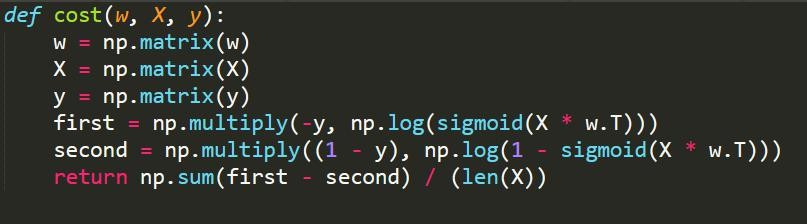 def cost(w, X, y):
    w = np.matrix(w)
    X = np.matrix(X)
    y = np.matrix(y)
    first = np.multiply(-y, np.log(sigmoid(X * w.T)))
    second = np.multiply((1 - y), np.log(1 - sigmoid(X * w.T)))
    return np.sum(first - second) / (len(X))